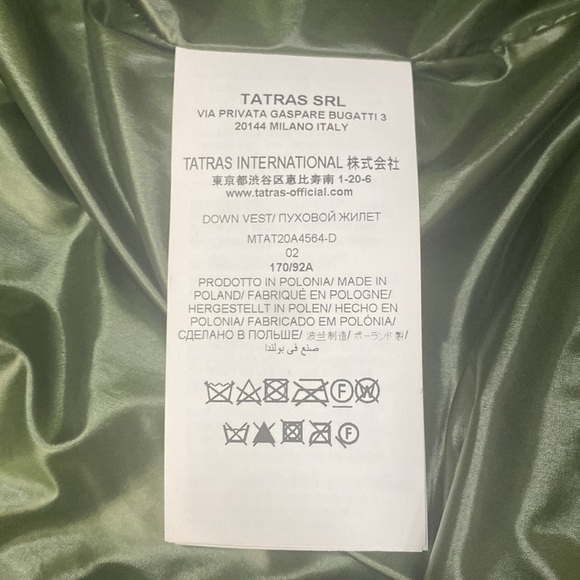 TATRAS SRL
VIA PRIVATA GASPARE BUGATTI 3
20144 MILANO ITALY
TATRAS INTERNATIONAL 株式会社
東京都渋谷区恵比寿南 1-20-6
www.tatras-official.com
DOWN VEST/ ПУХОВОЙ ЖИЛЕТ
MTAT20A4564-D
02
170/92A
PRODOTTO IN POLONIA/ MADE IN
POLAND/ FABRIQUÉ EN POLOGNE/
HERGESTELLT IN POLEN/ HECHO EN
POLONIA/ FABRICADO EM POLÓNIA/
СДЕЛАНО В ПОЛЬШЕ/ 波兰制造/ ポーランド 製/
صنع في بولندا
F W
F